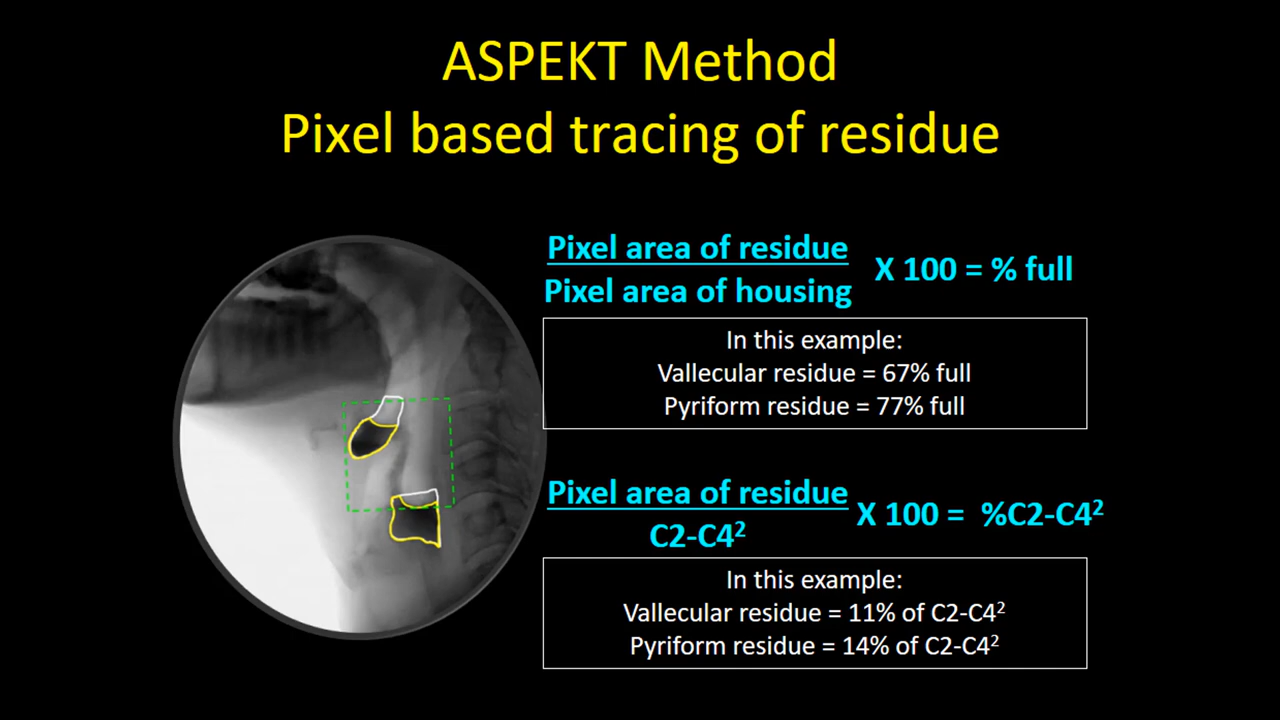 ASPEKT Method
Pixel based tracing of residue
Pixel area of residue
Pixel area of housing
X 100 = % full
In this example:
Vallecular residue = 67% full
Pyriform residue = 77% full
Pixel area of residue
C2-C4²
X 100 = %C2-C4²
In this example:
Vallecular residue = 11% of C2-C4²
Pyriform residue = 14% of C2-C4²